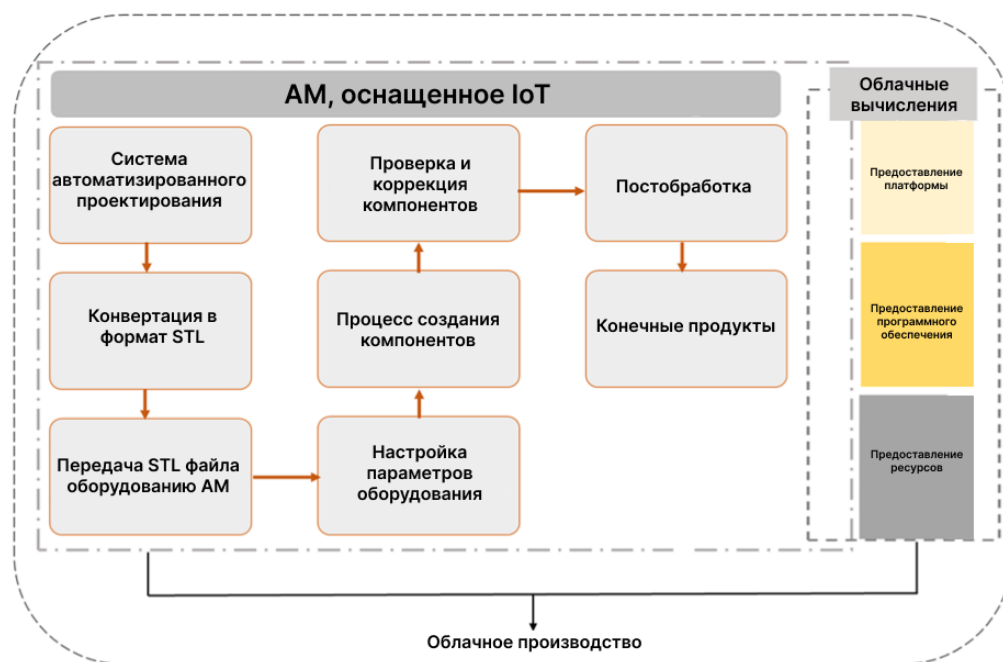 АМ, оснащенное IoT
Облачные
вычисления
Система
автоматизированного
проектирования
Конвертация в
формат STL
Передача STL файла
оборудованию АМ
Настройка
параметров
оборудования
Процесс создания
компонентов
Проверка и
коррекция
компонентов
Постобработка
Конечные продукты
Предоставление
платформы
Предоставление
программного
обеспечения
Предоставление
ресурсов
Облачное производство